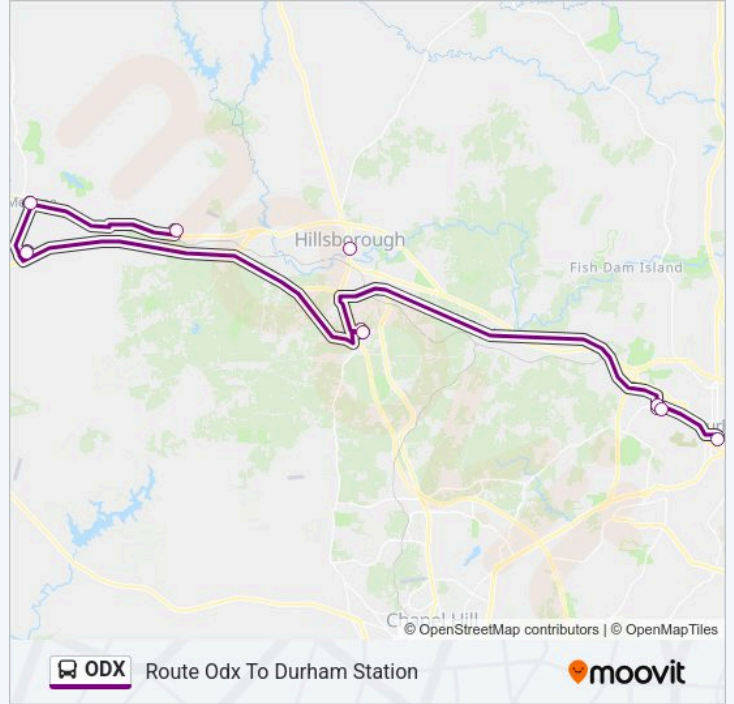 Hillsborough
Fish Dam Island
Chapel Hill
© OpenStreetMap contributors | © OpenMapTiles
ODX
Route Odx To Durham Station
moovit